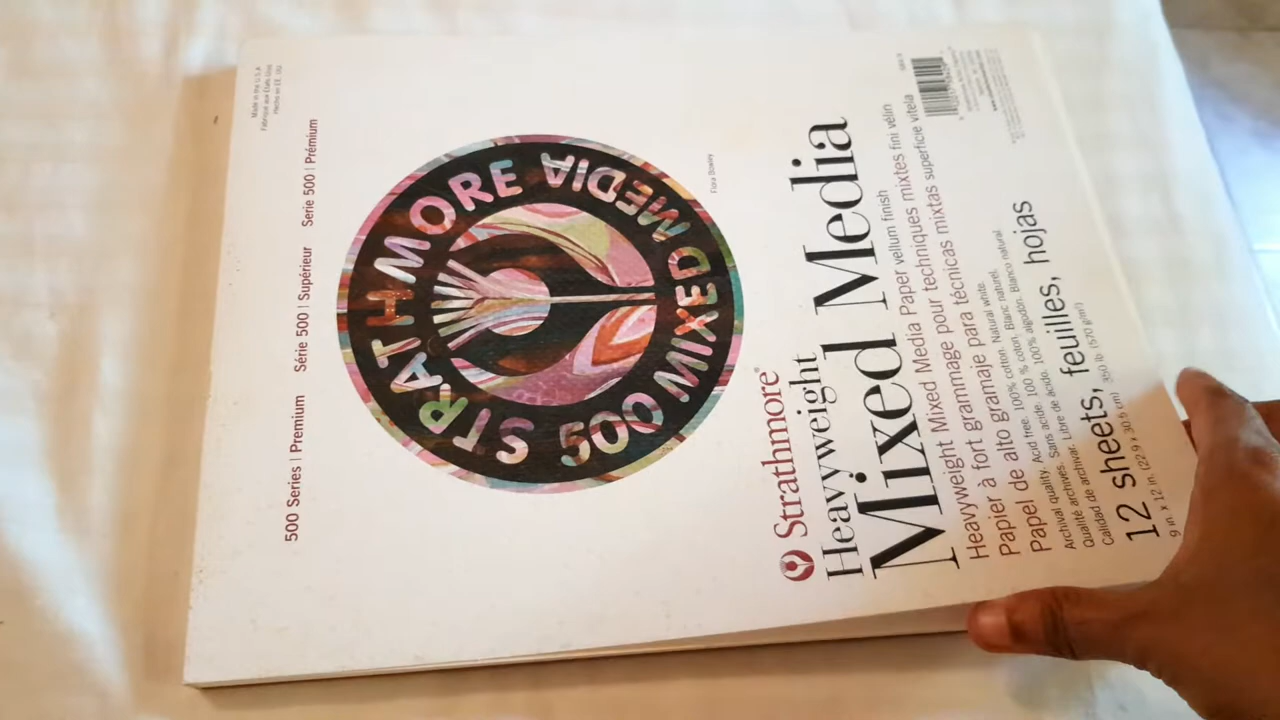 Made in the U.S.A
Fabriqué aux États-Unis
Hecho en EE. UU.
500 Series | Premium Série 500 | Supérieur Serie 500 | Prémium
STRATHMORE
500 MIXED MEDIA
Fiona Downey
Strathmore®
Heavyweight
Mixed Media
Heavyweight Mixed Media Paper vellum finish
Papier à fort grammage pour techniques mixtes fini vélin
Papel de alto gramaje para técnicas mixtas superficie vitela
Archival quality. Acid free. 100% cotton. Natural white.
Qualité archives. Sans acide. 100 % coton. Blanc naturel.
Calidad de archivar. Libre de ácido. 100% algodón. Blanco natural
12 sheets, feuilles, hojas
9 in x 12 in. (22.9 x 30.5 cm) 350 lb (570 g/m²)